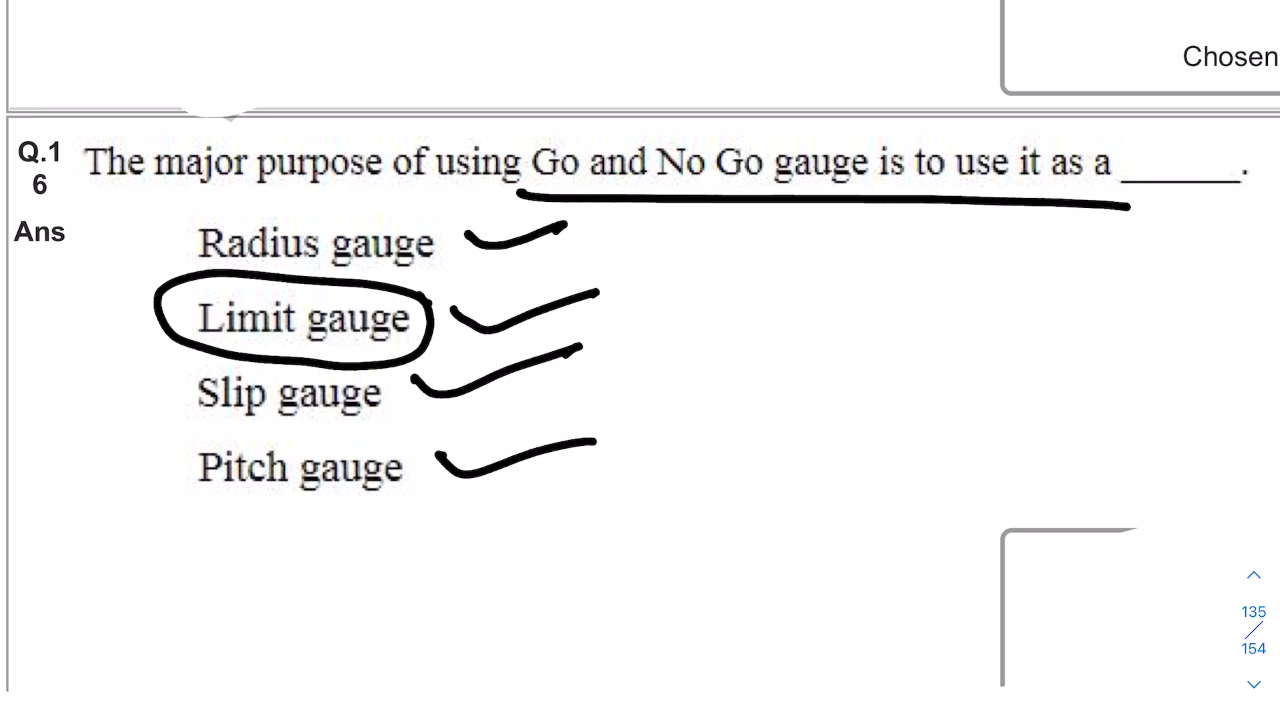 Chosen
Q.1
6
The major purpose of using Go and No Go gauge is to use it as a ______.
Ans
Radius gauge
Limit gauge
Slip gauge
Pitch gauge
135
154